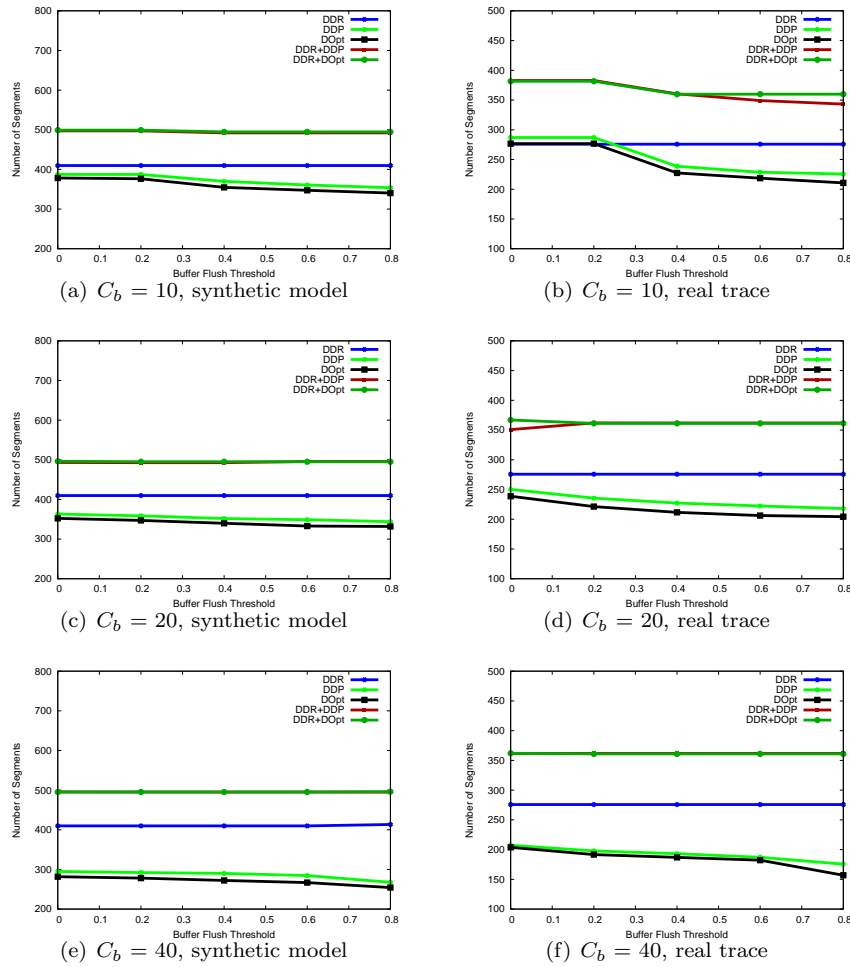 800
700
600
500
400
300
200
Number of Segments
0 0.1 0.2 0.3 0.4 0.5 0.6 0.7 0.8
Buffer Flush Threshold
DDR
DDP
DOpt
DDR+DDP
DDR+DOpt
(a) C_b = 10, synthetic model
500
450
400
350
300
250
200
150
100
Number of Segments
0 0.1 0.2 0.3 0.4 0.5 0.6 0.7 0.8
Buffer Flush Threshold
DDR
DDP
DOpt
DDR+DDP
DDR+DOpt
(b) C_b = 10, real trace
800
700
600
500
400
300
200
Number of Segments
0 0.1 0.2 0.3 0.4 0.5 0.6 0.7 0.8
Buffer Flush Threshold
DDR
DDP
DOpt
DDR+DDP
DDR+DOpt
(c) C_b = 20, synthetic model
500
450
400
350
300
250
200
150
100
Number of Segments
0 0.1 0.2 0.3 0.4 0.5 0.6 0.7 0.8
Buffer Flush Threshold
DDR
DDP
DOpt
DDR+DDP
DDR+DOpt
(d) C_b = 20, real trace
800
700
600
500
400
300
200
Number of Segments
0 0.1 0.2 0.3 0.4 0.5 0.6 0.7 0.8
Buffer Flush Threshold
DDR
DDP
DOpt
DDR+DDP
DDR+DOpt
(e) C_b = 40, synthetic model
500
450
400
350
300
250
200
150
100
Number of Segments
0 0.1 0.2 0.3 0.4 0.5 0.6 0.7 0.8
Buffer Flush Threshold
DDR
DDP
DOpt
DDR+DDP
DDR+DOpt
(f) C_b = 40, real trace